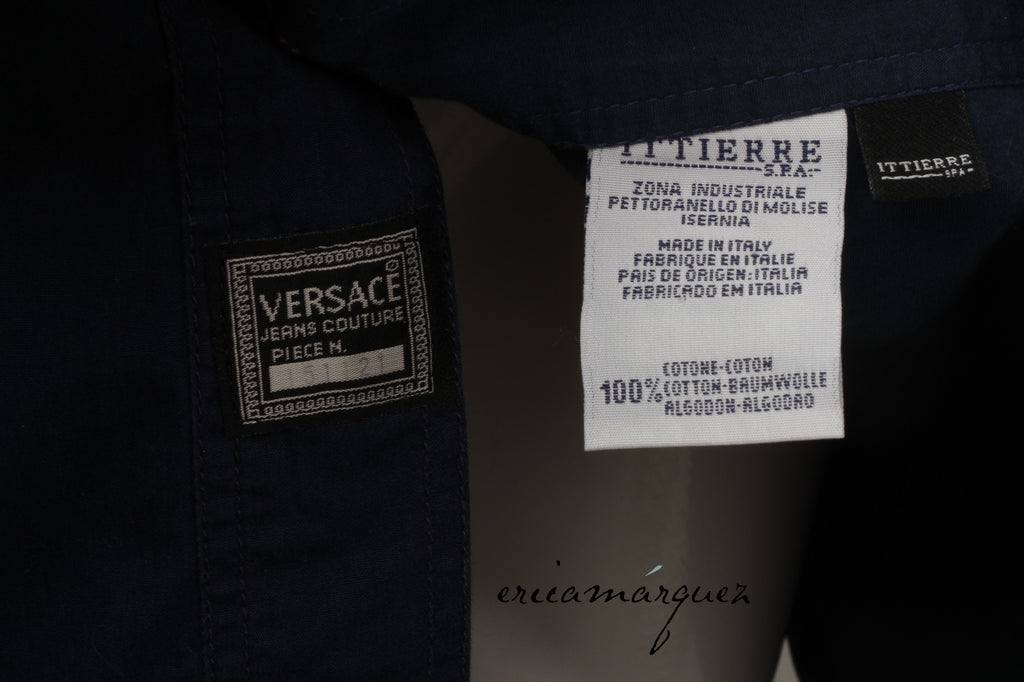 VERSACE
JEANS COUTURE
PIECE N.
ITTIERRE
S.P.A.
ZONA INDUSTRIALE
PETTORANELLO DI MOLISE
ISERNIA
MADE IN ITALY
FABRIQUE EN ITALIE
PAIS DE ORIGEN: ITALIA
FABRICADO EM ITALIA
COTONE-COTON
100% COTTON-BAUMWOLLE
ALGODON-ALGODAO
ITTIERRE
SPA
ericamárquez